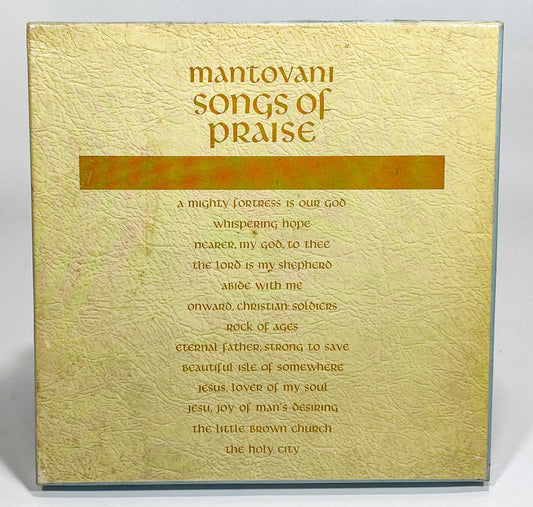 mantovani
songs of
praise
a mighty fortress is our god
whispering hope
nearer, my god, to thee
the lord is my shepherd
abide with me
onward, christian soldiers
rock of ages
eternal father, strong to save
beautiful isle of somewhere
jesus, lover of my soul
jesu, joy of man's desiring
the little brown church
the holy city